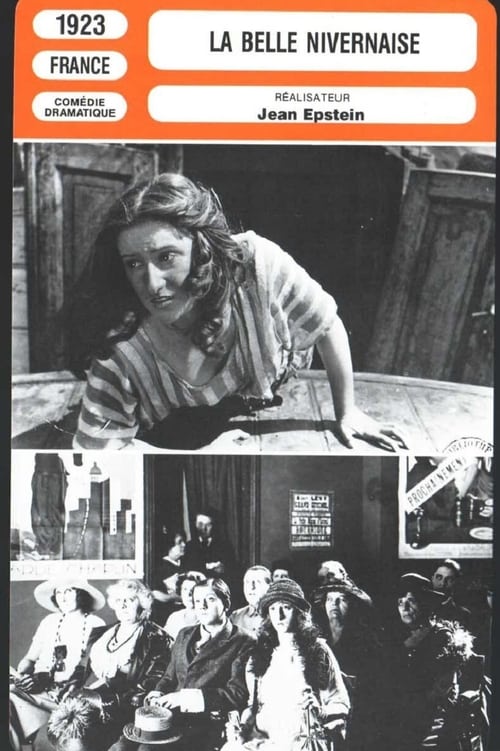 1923
FRANCE
COMÉDIE
DRAMATIQUE
LA BELLE NIVERNAISE
RÉALISATEUR
Jean Epstein
PROCHAINEMENT
CHAPLIN